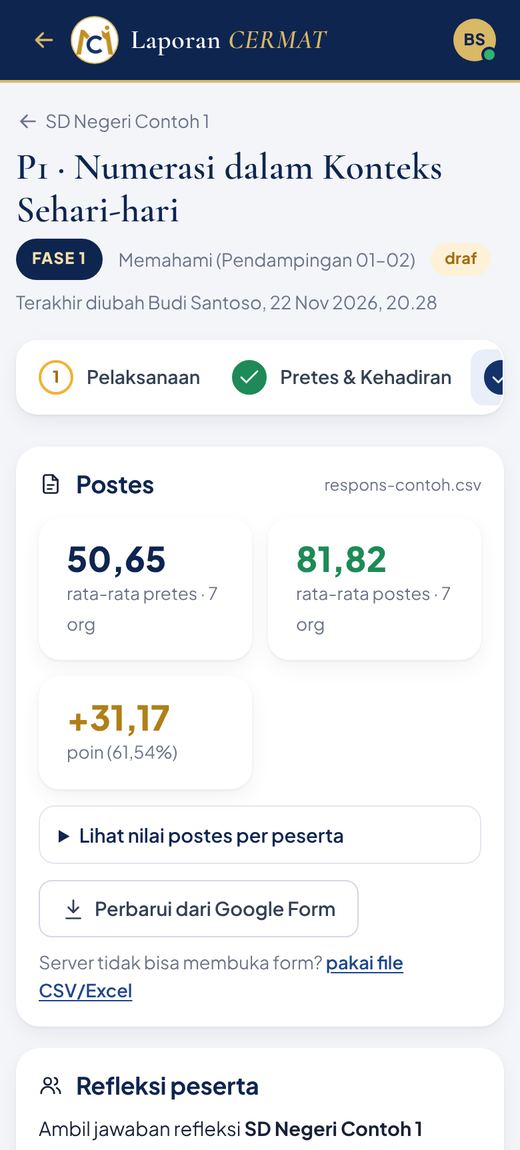 Laporan CERMAT
BS
← SD Negeri Contoh 1
P1 · Numerasi dalam Konteks
Sehari-hari
FASE 1
Memahami (Pendampingan 01–02)
draf
Terakhir diubah Budi Santoso, 22 Nov 2026, 20.28
1 Pelaksanaan
Pretes & Kehadiran
Postes
respons-contoh.csv
50,65
rata-rata pretes · 7
org
81,82
rata-rata postes · 7
org
+31,17
poin (61,54%)
Lihat nilai postes per peserta
Perbarui dari Google Form
Server tidak bisa membuka form? pakai file
CSV/Excel
Refleksi peserta
Ambil jawaban refleksi SD Negeri Contoh 1